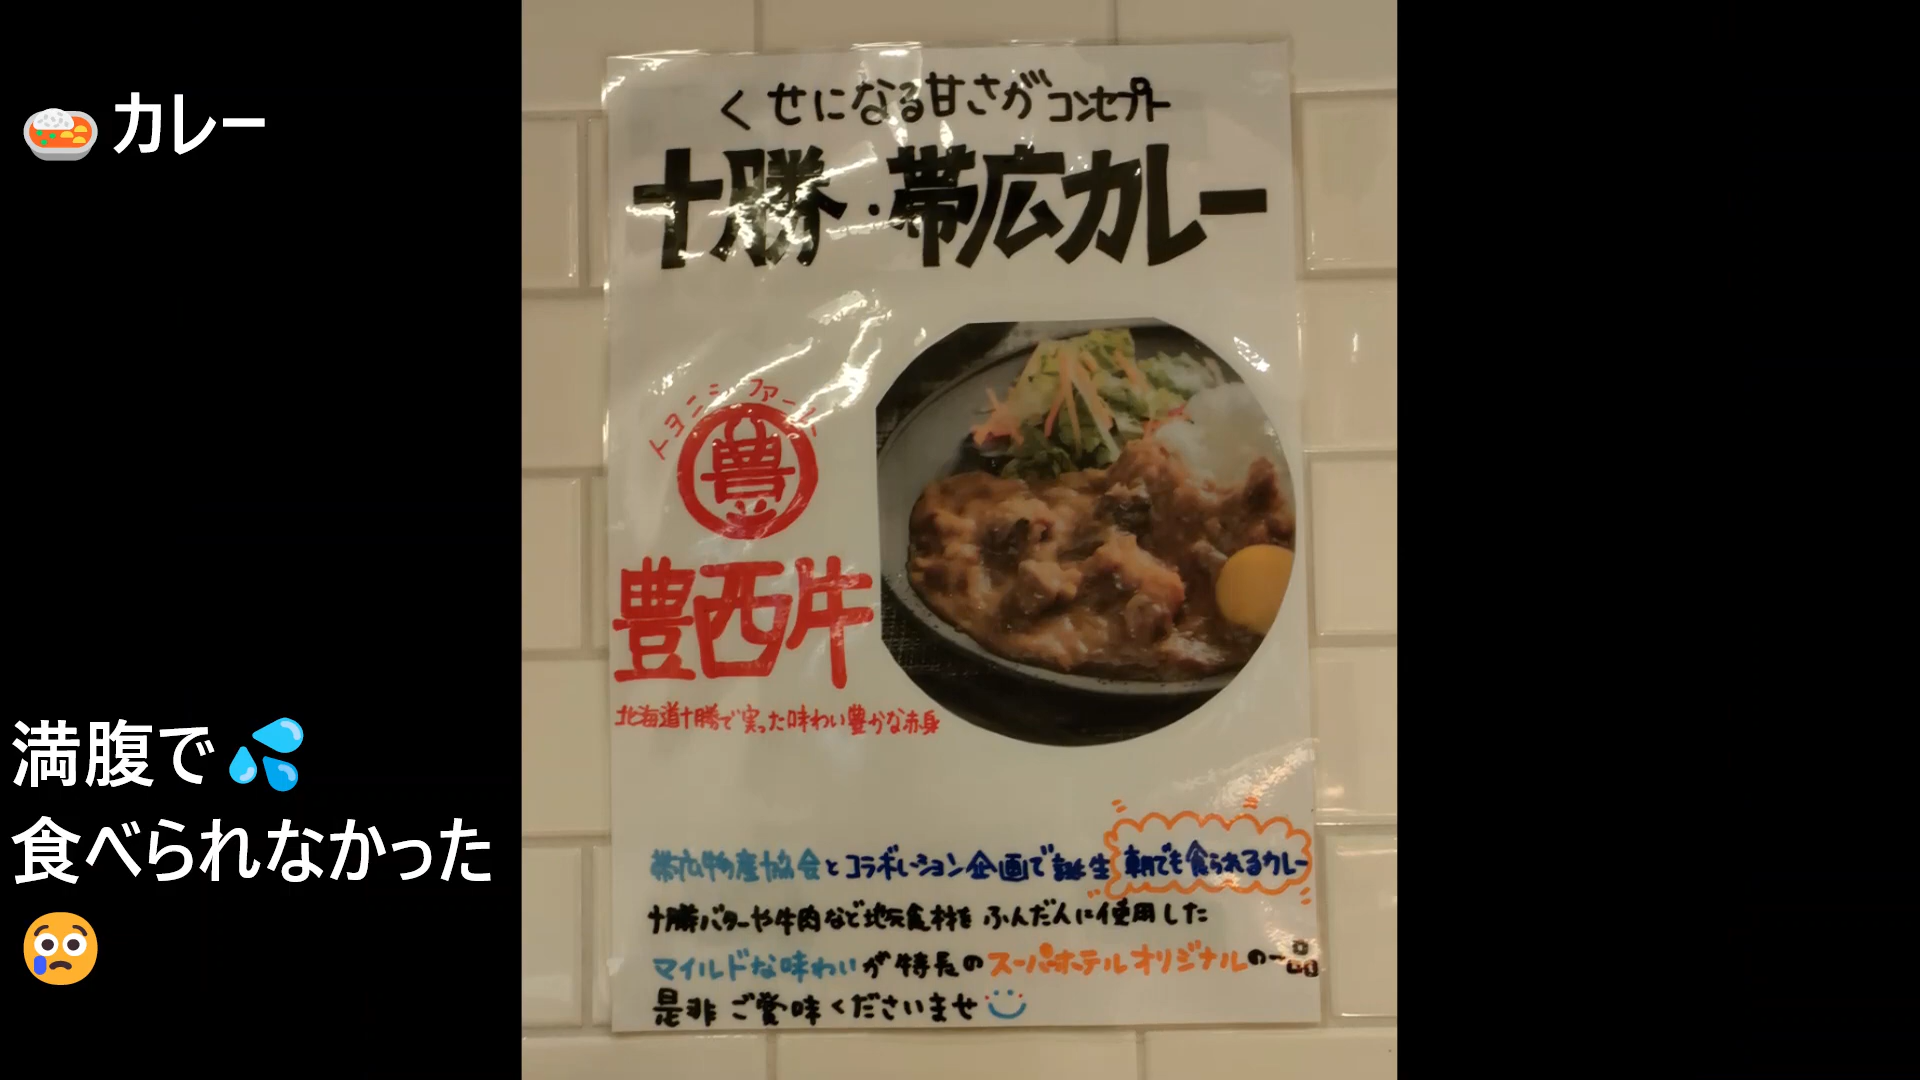 🍛カレー
満腹で💦
食べられなかった
😢
くせになる甘さがコンセプト
十勝・帯広カレー
トヨニシファーム
豊
豊西牛
北海道十勝で実った味わい豊かな赤身
帯広物産協会とコラボレーション企画で誕生 朝でも食られるカレー
十勝バターや牛肉など地元食材をふんだんに使用した
マイルドな味わいが特長のスーパーホテルオリジナルの一品
是非ご賞味くださいませ